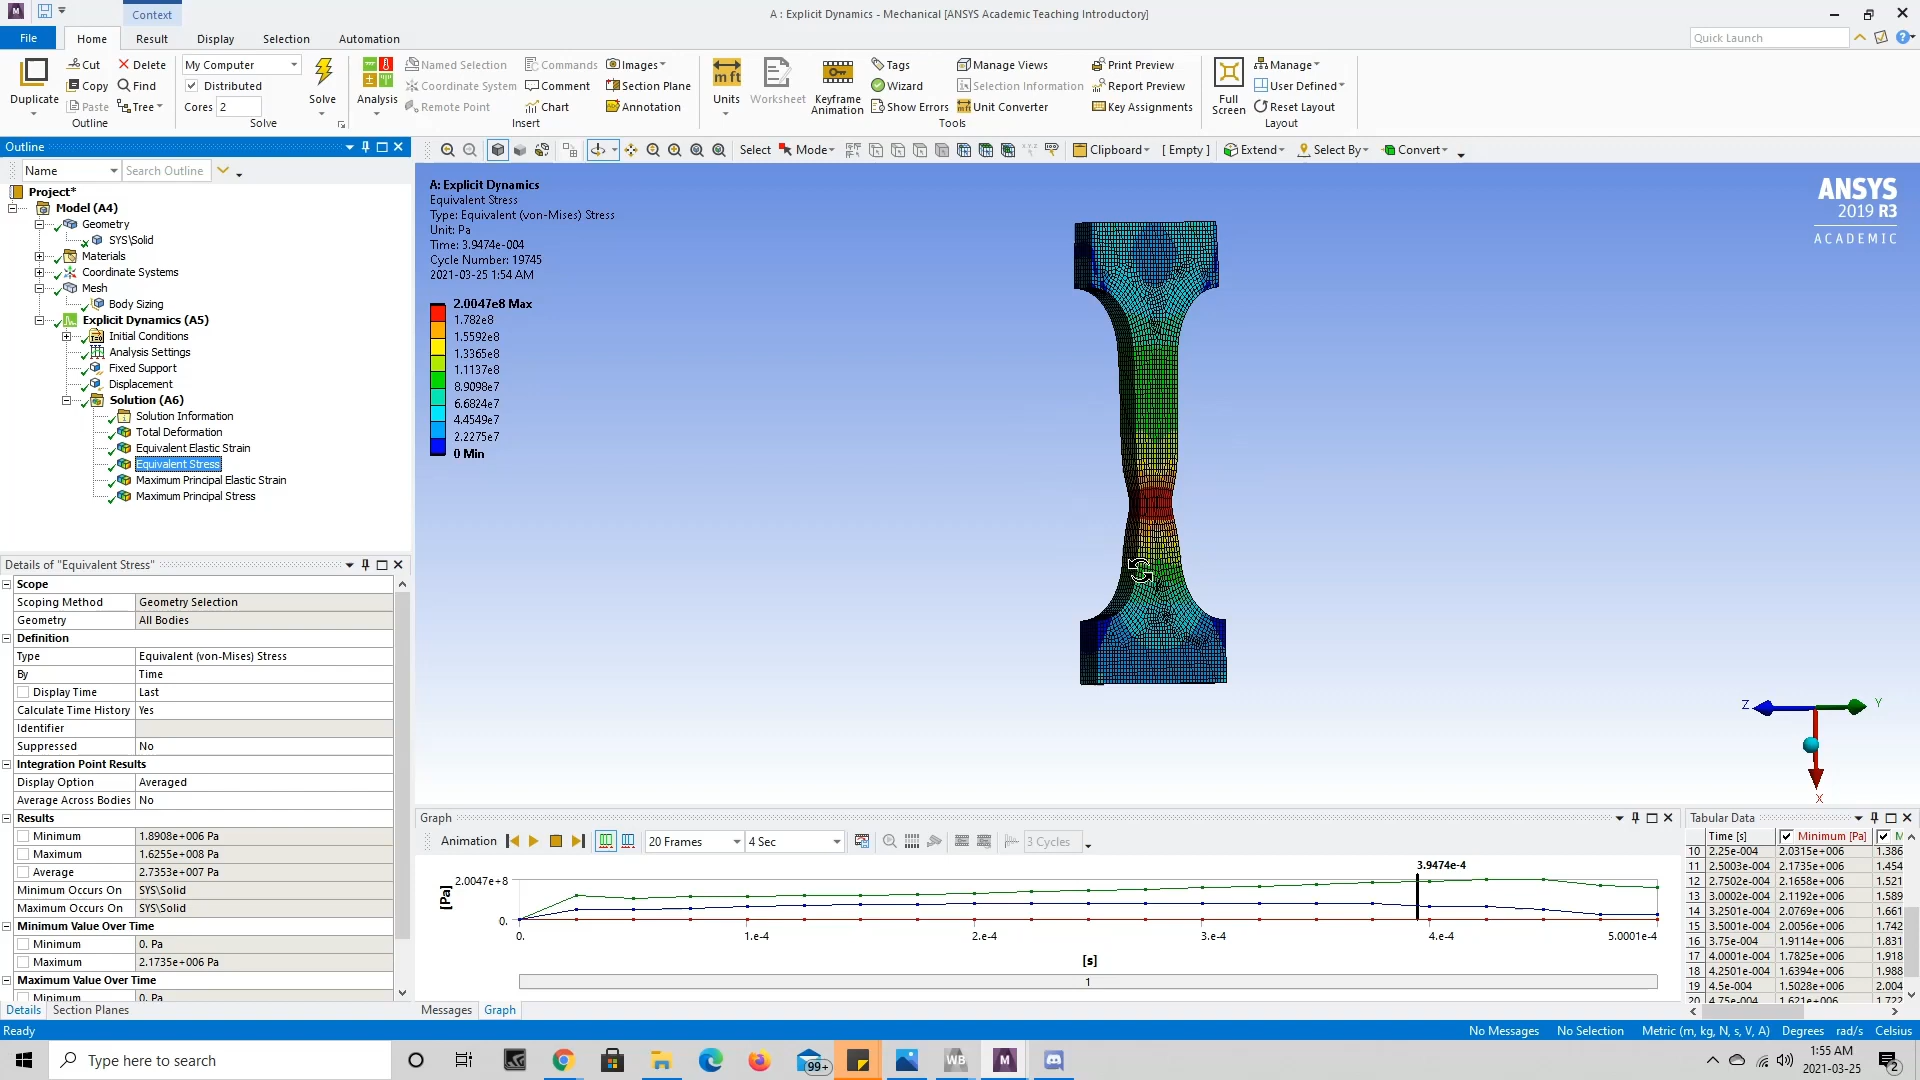 Context
A : Explicit Dynamics - Mechanical [ANSYS Academic Teaching Introductory]
File Home Result Display Selection Automation
Quick Launch
Duplicate
Cut
Copy
Paste
Delete
Find
Tree
Outline
My Computer
Distributed
Cores 2
Solve
Solve
Analysis
Named Selection
Coordinate System
Remote Point
Commands
Comment
Chart
Images
Section Plane
Annotation
Insert
Units
Worksheet
Keyframe
Animation
Tags
Wizard
Show Errors
Manage Views
Selection Information
Unit Converter
Print Preview
Report Preview
Key Assignments
Tools
Full
Screen
Manage
User Defined
Reset Layout
Layout
Outline
Name Search Outline
Select Mode Clipboard [ Empty ] Extend Select By Convert
Project*
Model (A4)
Geometry
SYS\Solid
Materials
Coordinate Systems
Mesh
Body Sizing
Explicit Dynamics (A5)
Initial Conditions
Analysis Settings
Fixed Support
Displacement
Solution (A6)
Solution Information
Total Deformation
Equivalent Elastic Strain
Equivalent Stress
Maximum Principal Elastic Strain
Maximum Principal Stress
A: Explicit Dynamics
Equivalent Stress
Type: Equivalent (von-Mises) Stress
Unit: Pa
Time: 3.9474e-004
Cycle Number: 19745
2021-03-25 1:54 AM
2.0047e8 Max
1.782e8
1.5592e8
1.3365e8
1.1137e8
8.9098e7
6.6824e7
4.4549e7
2.2275e7
0 Min
ANSYS
2019 R3
ACADEMIC
Z
Y
X
Details of "Equivalent Stress"
Scope
Scoping Method Geometry Selection
Geometry All Bodies
Definition
Type Equivalent (von-Mises) Stress
By Time
Display Time Last
Calculate Time History Yes
Identifier
Suppressed No
Integration Point Results
Display Option Averaged
Average Across Bodies No
Results
Minimum 1.8908e+006 Pa
Maximum 1.6255e+008 Pa
Average 2.7353e+007 Pa
Minimum Occurs On SYS\Solid
Maximum Occurs On SYS\Solid
Minimum Value Over Time
Minimum 0. Pa
Maximum 2.1735e+006 Pa
Maximum Value Over Time
Minimum 0. Pa
Details Section Planes
Graph
Animation 20 Frames 4 Sec 3 Cycles
3.9474e-4
2.0047e+8
[Pa]
0.
0. 1.e-4 2.e-4 3.e-4 4.e-4 5.0001e-4
[s]
1
Messages Graph
Tabular Data
Time [s] Minimum [Pa] M
10 2.25e-004 2.0315e+006 1.386
11 2.5003e-004 2.1735e+006 1.454
12 2.7502e-004 2.1658e+006 1.521
13 3.0002e-004 2.1192e+006 1.589
14 3.2501e-004 2.0769e+006 1.661
15 3.5001e-004 2.0056e+006 1.742
16 3.75e-004 1.9114e+006 1.831
17 4.0001e-004 1.7825e+006 1.918
18 4.2501e-004 1.6394e+006 1.988
19 4.5e-004 1.5028e+006 2.004
20 4.75e-004 1.621e+006 1.722
Ready
No Messages No Selection Metric (m, kg, N, s, V, A) Degrees rad/s Celsius
Type here to search
99+
WB
M
1:55 AM
2021-03-25
2